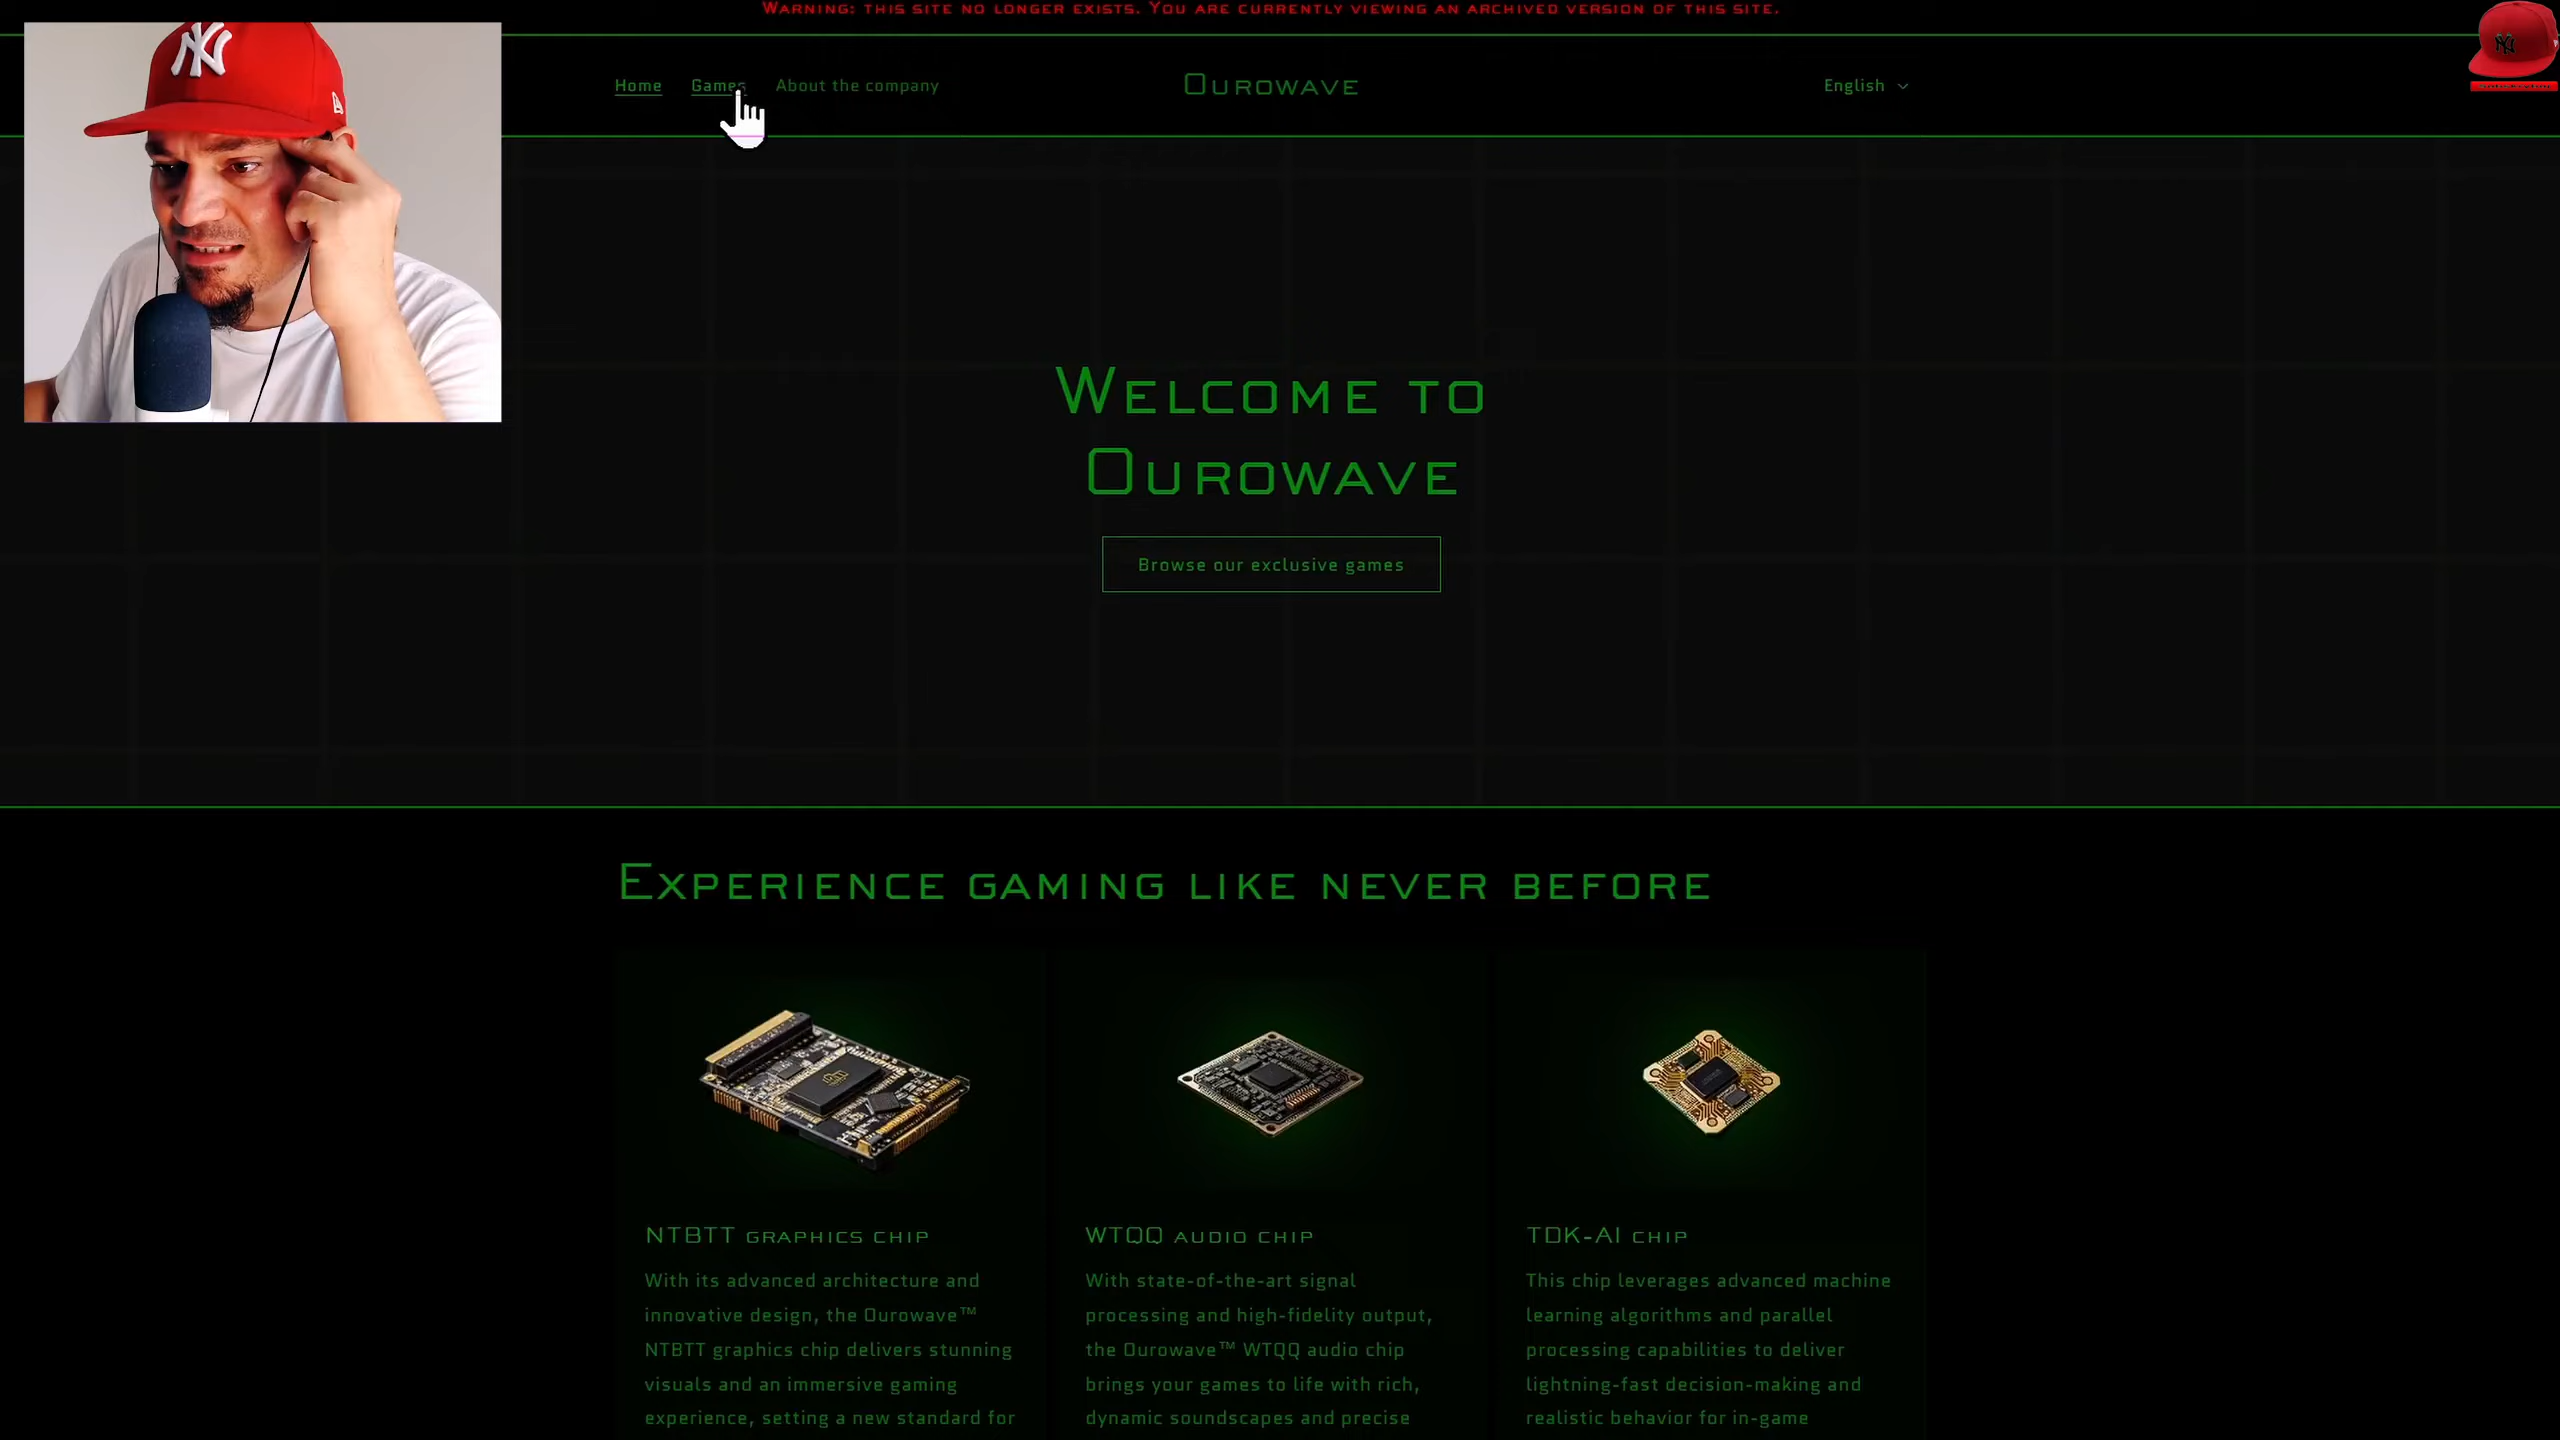 Warning: this site no longer exists. You are currently viewing an archived version of this site.
NY
Home Games About the company
Ourowave
English
NY
Welcome to
Ourowave
Browse our exclusive games
Experience gaming like never before
NTBTT graphics chip
With its advanced architecture and
innovative design, the Ourowave™
NTBTT graphics chip delivers stunning
visuals and an immersive gaming
experience, setting a new standard for
WTQQ audio chip
With state-of-the-art signal
processing and high-fidelity output,
the Ourowave™ WTQQ audio chip
brings your games to life with rich,
dynamic soundscapes and precise
TDK-AI chip
This chip leverages advanced machine
learning algorithms and parallel
processing capabilities to deliver
lightning-fast decision-making and
realistic behavior for in-game